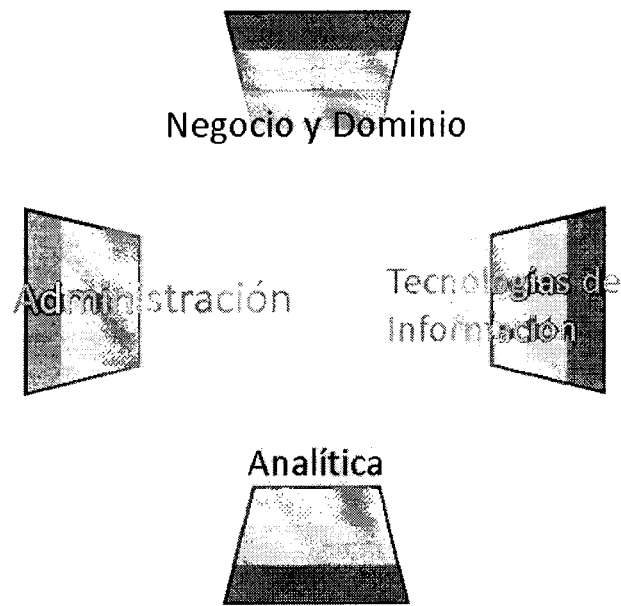 Negocio y Dominio
Administración
Tecnologías de
Información
Analítica